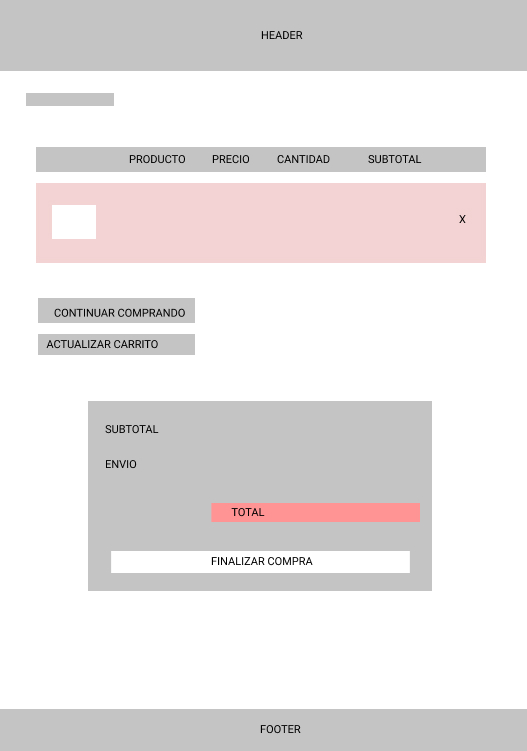 HEADER
PRODUCTO PRECIO CANTIDAD SUBTOTAL
X
CONTINUAR COMPRANDO
ACTUALIZAR CARRITO
SUBTOTAL
ENVIO
TOTAL
FINALIZAR COMPRA
FOOTER